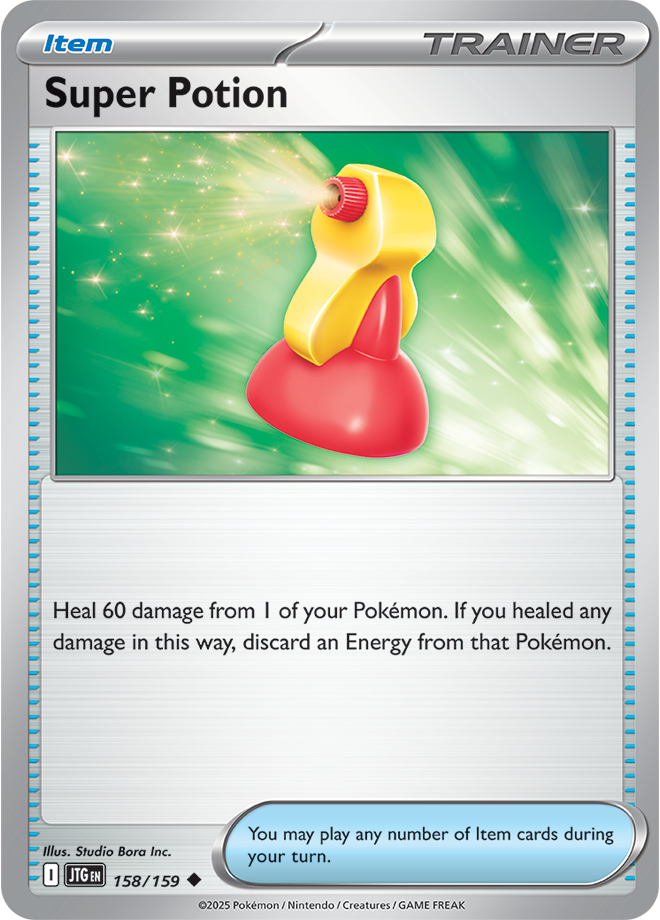 Item
TRAINER
Super Potion
Heal 60 damage from 1 of your Pokémon. If you healed any
damage in this way, discard an Energy from that Pokémon.
You may play any number of Item cards during
your turn.
Illus. Studio Bora Inc.
I JTG EN 158/159 ◆
©2025 Pokémon / Nintendo / Creatures / GAME FREAK